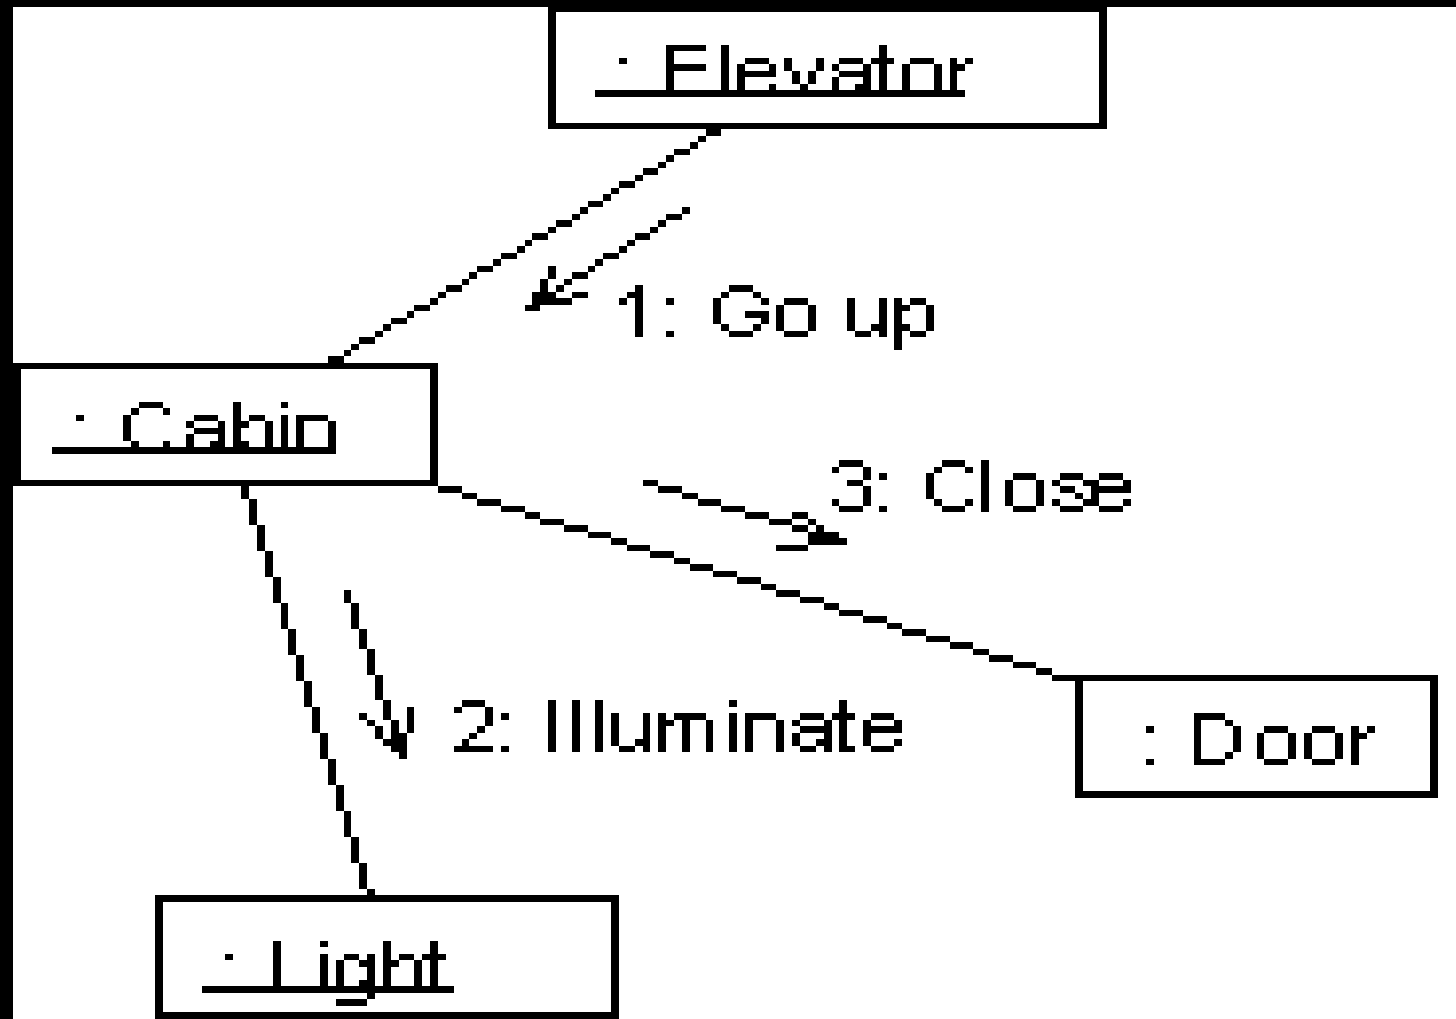 : Elevator
1: Go up
: Cabin
3: Close
2: Illuminate
: Door
: Light